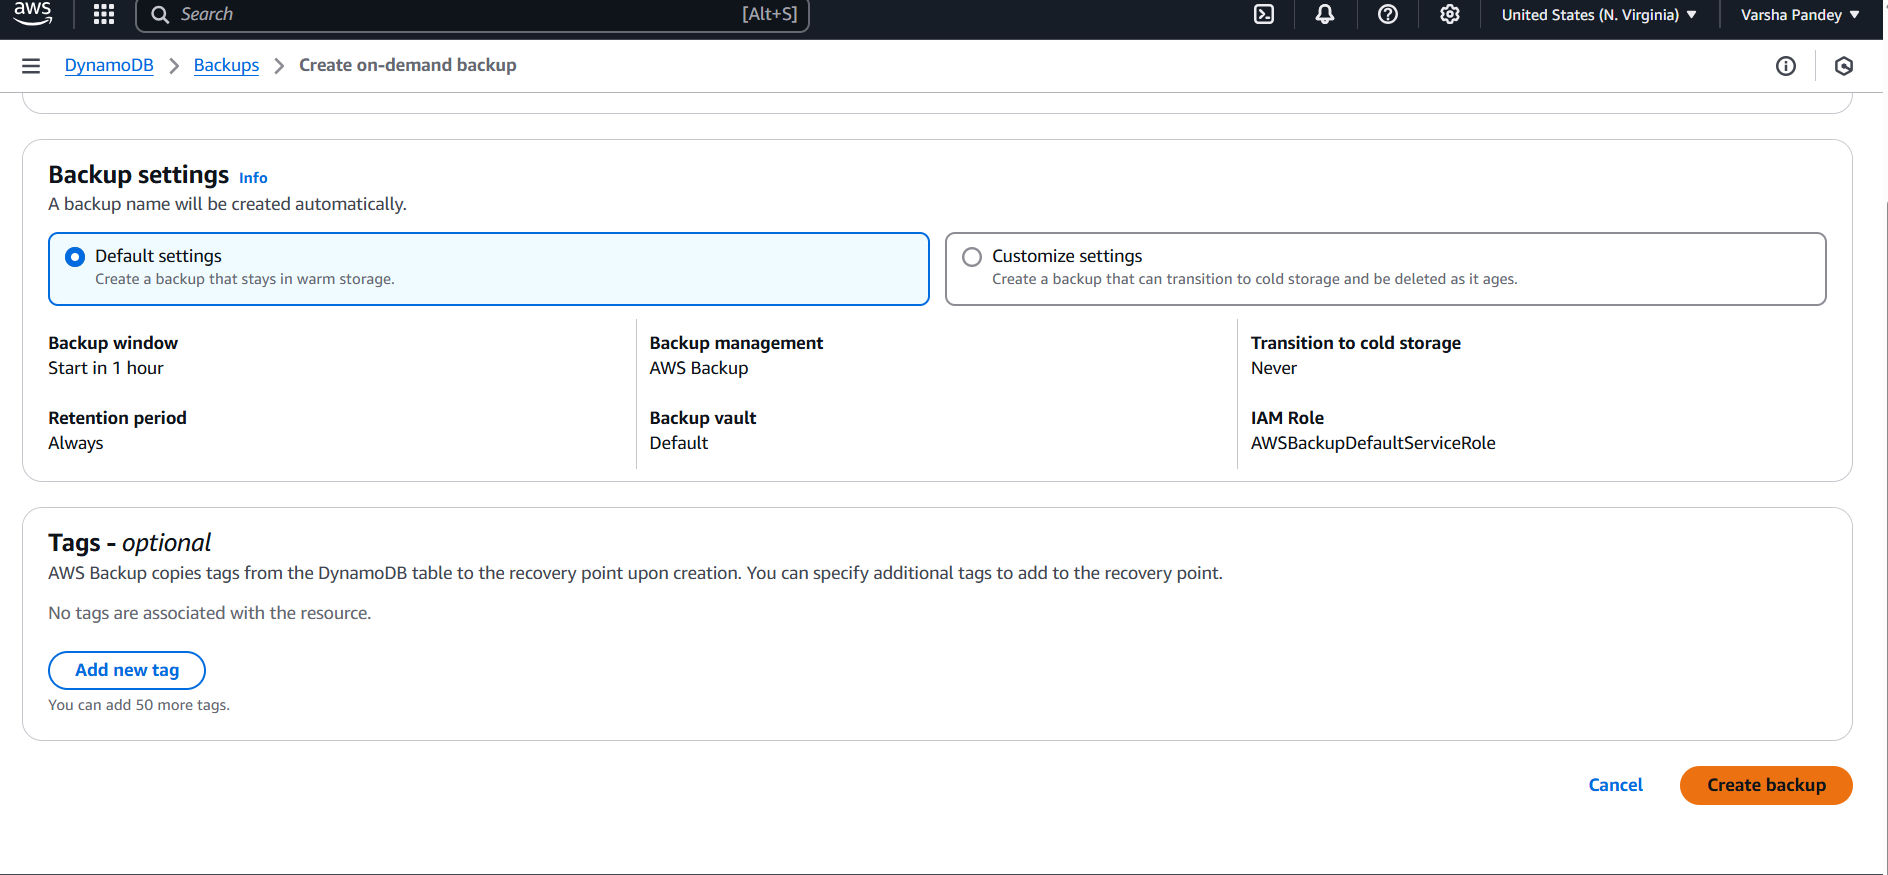 aws Search [Alt+S] United States (N. Virginia) Varsha Pandey
DynamoDB Backups Create on-demand backup
Backup settings Info
A backup name will be created automatically.
Default settings
Create a backup that stays in warm storage.
Customize settings
Create a backup that can transition to cold storage and be deleted as it ages.
Backup window
Start in 1 hour
Retention period
Always
Backup management
AWS Backup
Backup vault
Default
Transition to cold storage
Never
IAM Role
AWSBackupDefaultServiceRole
Tags - optional
AWS Backup copies tags from the DynamoDB table to the recovery point upon creation. You can specify additional tags to add to the recovery point.
No tags are associated with the resource.
Add new tag
You can add 50 more tags.
Cancel Create backup